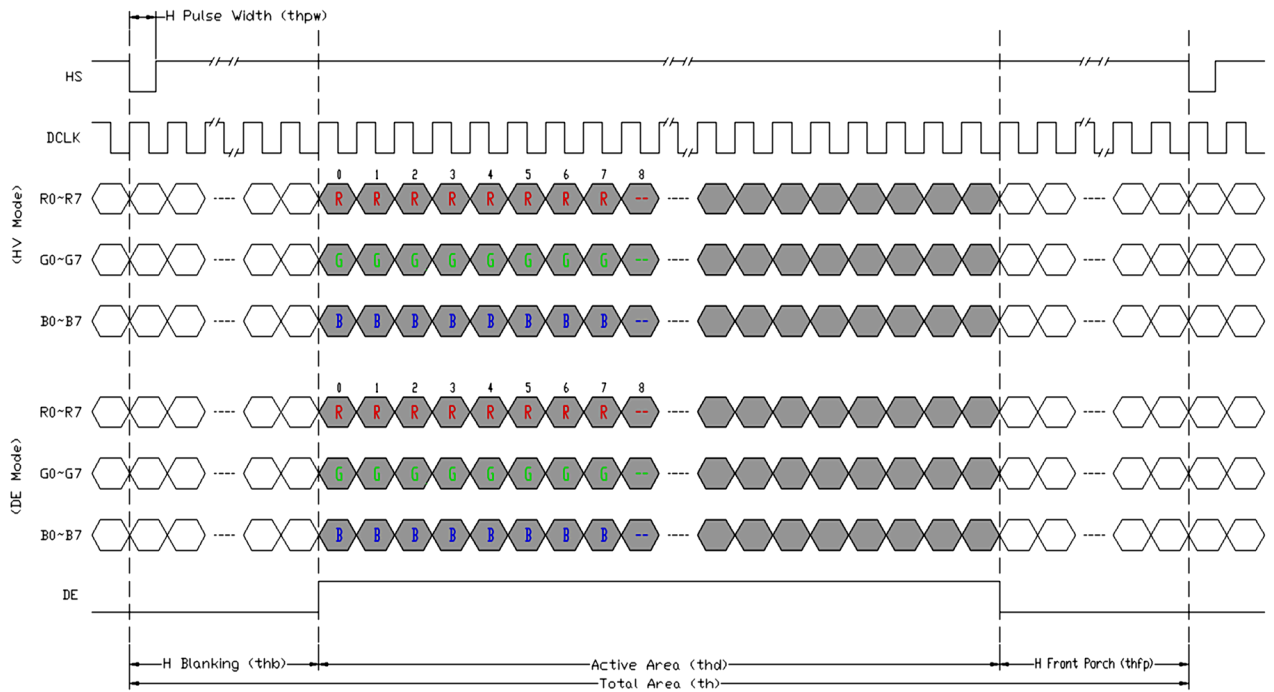 H Pulse Width (thpw)
HS
DCLK
0 1 2 3 4 5 6 7 8
R0~R7 R R R R R R R R -- ----
(HV Mode)
G0~G7 G G G G G G G G -- ----
B0~B7 B B B B B B B B -- ----
0 1 2 3 4 5 6 7 8
R0~R7 R R R R R R R R -- ----
(DE Mode)
G0~G7 G G G G G G G G -- ----
B0~B7 B B B B B B B B -- ----
DE
H Blanking (thb) Active Area (thd) H Front Porch (thfp)
Total Area (th)